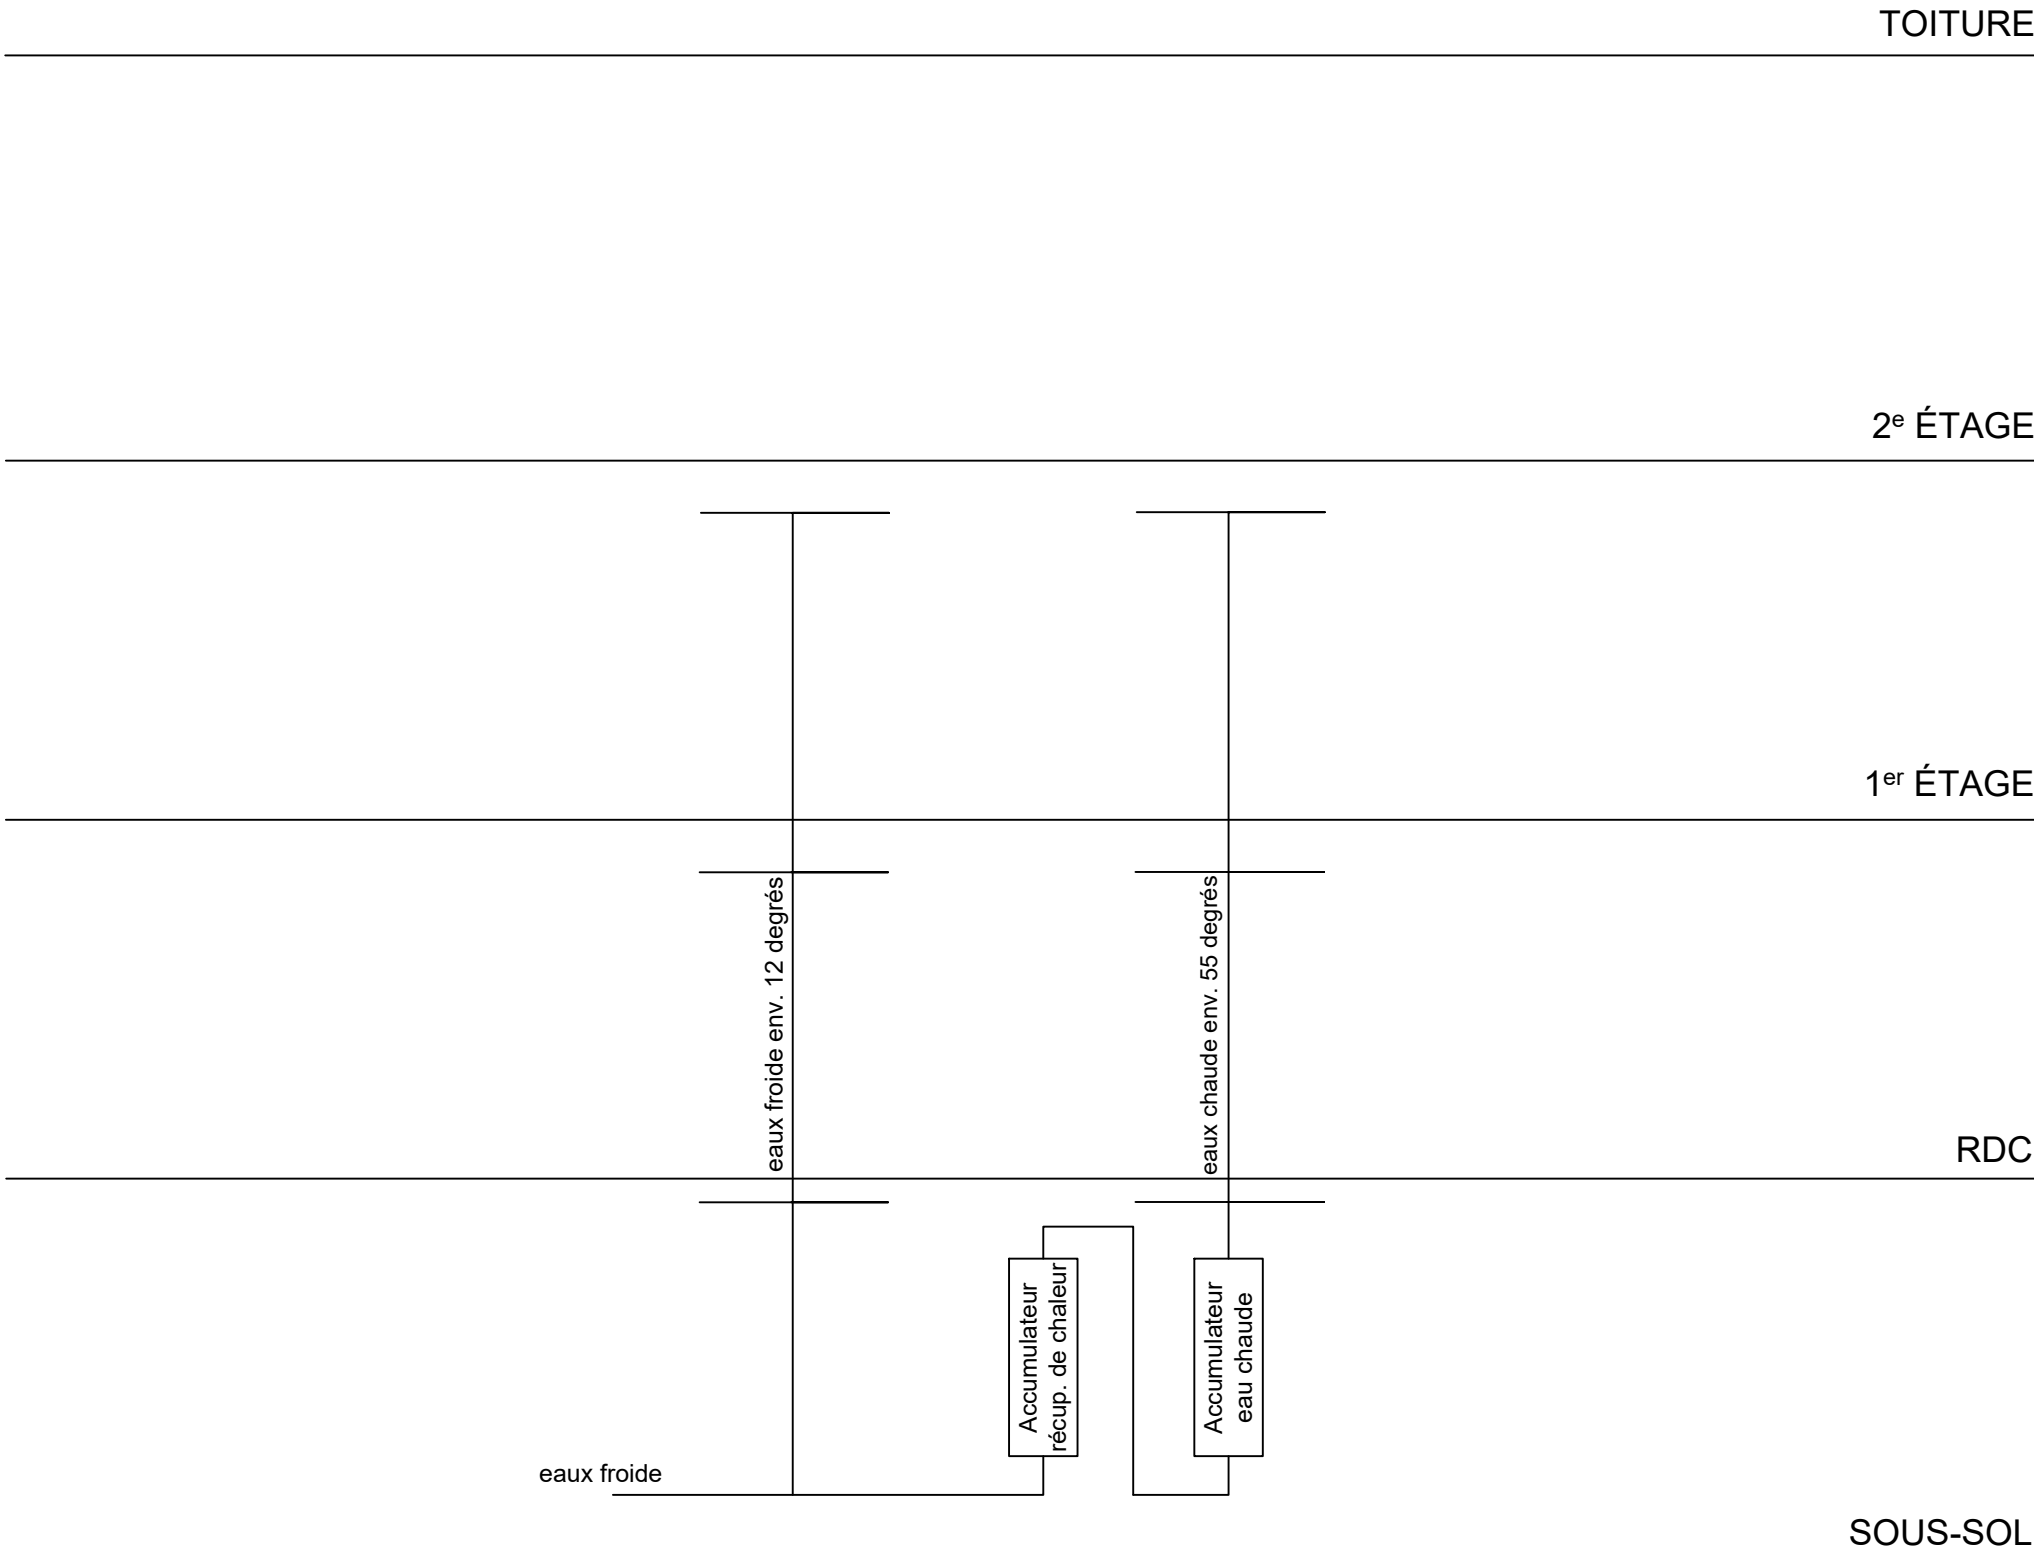 TOITURE
2e ÉTAGE
1er ÉTAGE
eaux froide env. 12 degrés
eaux chaude env. 55 degrés
RDC
Accumulateur
récup. de chaleur
Accumulateur
eau chaude
eaux froide
SOUS-SOL